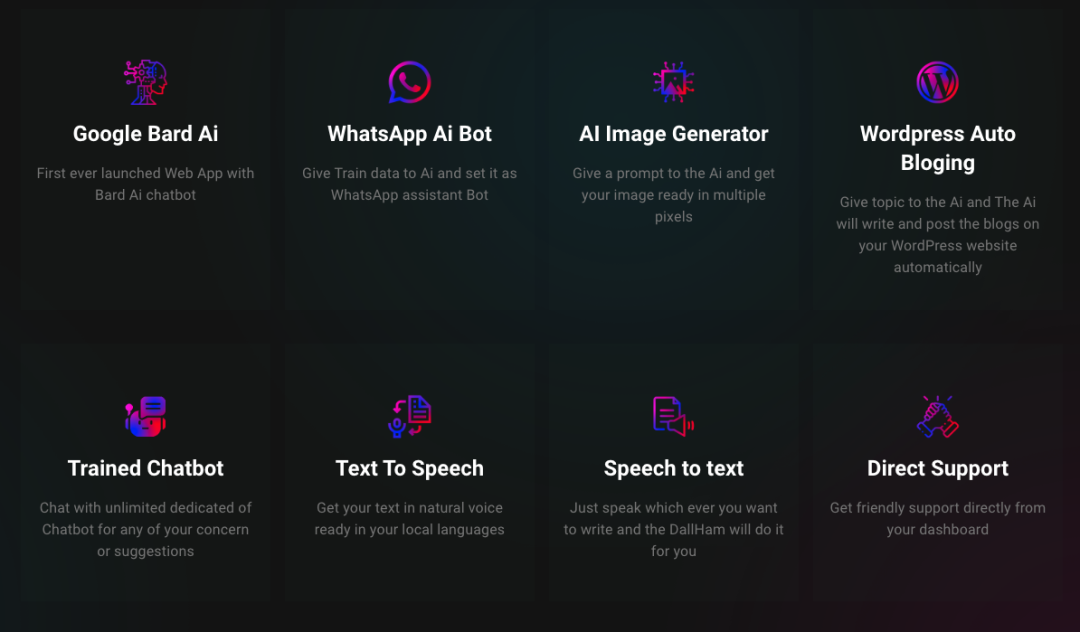 Google Bard Ai
First ever launched Web App with
Bard Ai chatbot
WhatsApp Ai Bot
Give Train data to Ai and set it as
WhatsApp assistant Bot
AI Image Generator
Give a prompt to the Ai and get
your image ready in multiple
pixels
Wordpress Auto
Bloging
Give topic to the Ai and The Ai
will write and post the blogs on
your WordPress website
automatically
Trained Chatbot
Chat with unlimited dedicated of
Chatbot for any of your concern
or suggestions
Text To Speech
Get your text in natural voice
ready in your local languages
Speech to text
Just speak which ever you want
to write and the DallHam will do it
for you
Direct Support
Get friendly support directly from
your dashboard